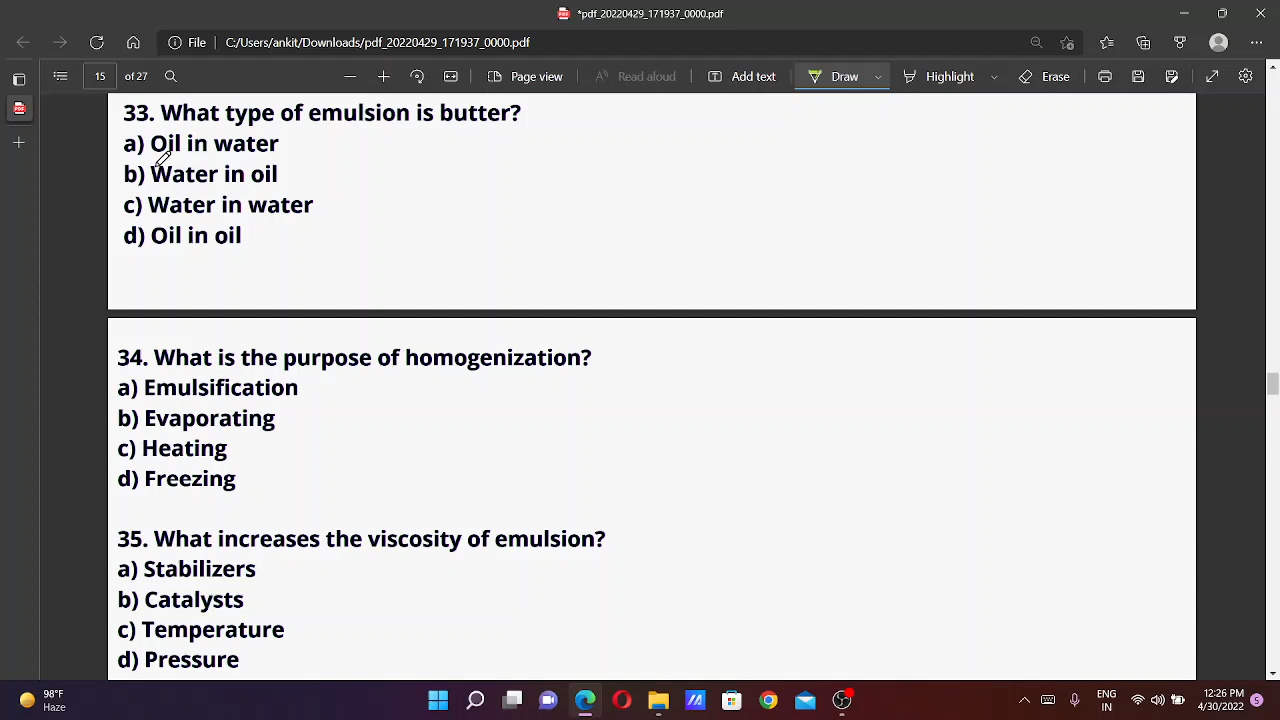 *pdf_20220429_171937_0000.pdf
File C:/Users/ankit/Downloads/pdf_20220429_171937_0000.pdf
15 of 27 Page view Read aloud Add text Draw Highlight Erase
33. What type of emulsion is butter?
a) Oil in water
b) Water in oil
c) Water in water
d) Oil in oil
34. What is the purpose of homogenization?
a) Emulsification
b) Evaporating
c) Heating
d) Freezing
35. What increases the viscosity of emulsion?
a) Stabilizers
b) Catalysts
c) Temperature
d) Pressure
98°F
Haze
ENG
IN
12:26 PM
4/30/2022
S